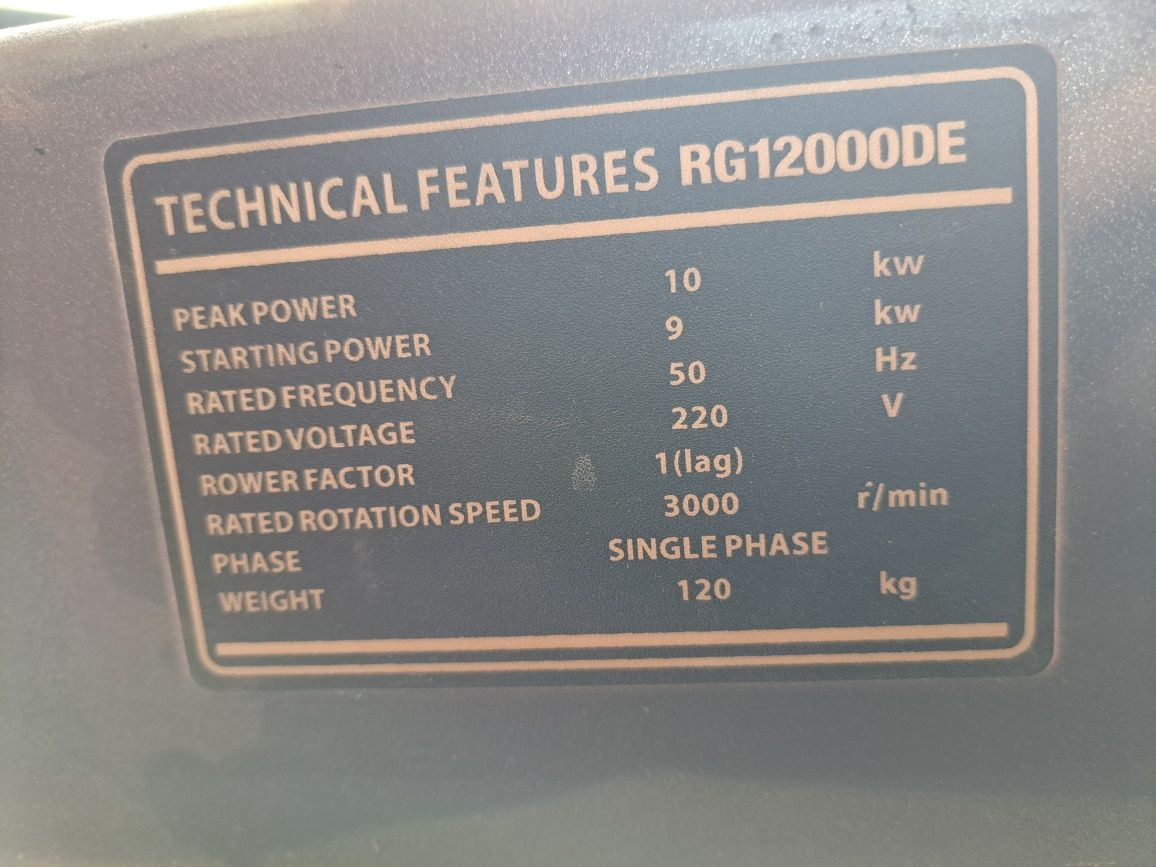 TECHNICAL FEATURES RG12000DE
PEAK POWER 10 kw
STARTING POWER 9 kw
RATED FREQUENCY 50 Hz
RATED VOLTAGE 220 V
ROWER FACTOR 1(lag)
RATED ROTATION SPEED 3000 r/min
PHASE SINGLE PHASE
WEIGHT 120 kg